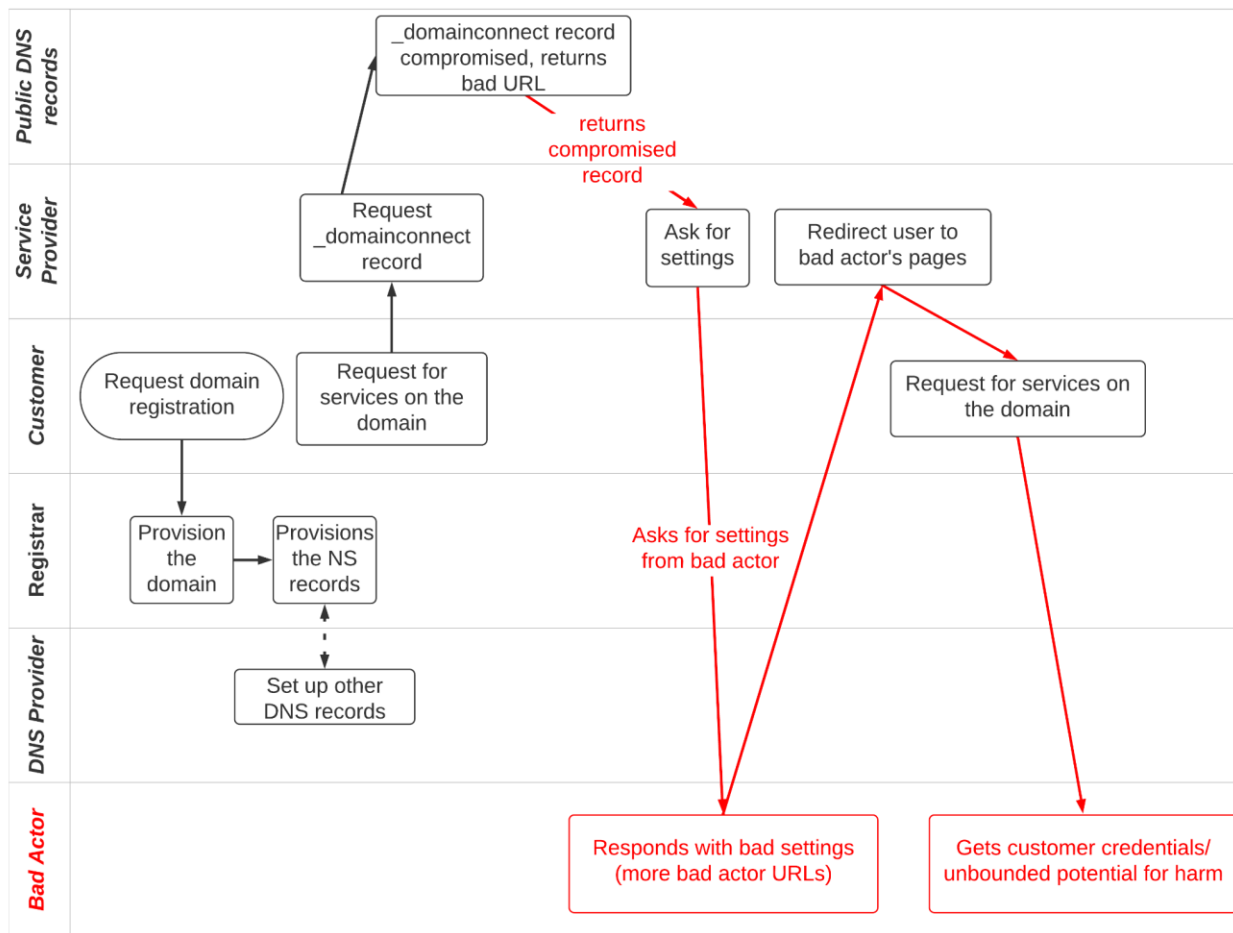 Public DNS
records
_domainconnect record
compromised, returns
bad URL
returns
compromised
record
Service
Provider
Request
_domainconnect
record
Ask for
settings
Redirect user to
bad actor's pages
Customer
Request domain
registration
Request for
services on the
domain
Request for services on
the domain
Registrar
Provision
the
domain
Provisions
the NS
records
Asks for settings
from bad actor
DNS Provider
Set up other
DNS records
Bad Actor
Responds with bad settings
(more bad actor URLs)
Gets customer credentials/
unbounded potential for harm